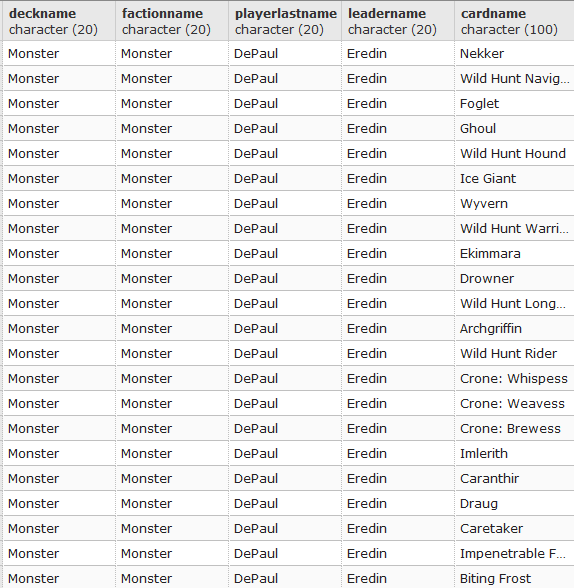 deckname factionname playerlastname leadername cardname
character (20) character (20) character (20) character (20) character (100)
Monster Monster DePaul Eredin Nekker
Monster Monster DePaul Eredin Wild Hunt Navig...
Monster Monster DePaul Eredin Foglet
Monster Monster DePaul Eredin Ghoul
Monster Monster DePaul Eredin Wild Hunt Hound
Monster Monster DePaul Eredin Ice Giant
Monster Monster DePaul Eredin Wyvern
Monster Monster DePaul Eredin Wild Hunt Warri...
Monster Monster DePaul Eredin Ekimmara
Monster Monster DePaul Eredin Drowner
Monster Monster DePaul Eredin Wild Hunt Long...
Monster Monster DePaul Eredin Archgriffin
Monster Monster DePaul Eredin Wild Hunt Rider
Monster Monster DePaul Eredin Crone: Whispess
Monster Monster DePaul Eredin Crone: Weavess
Monster Monster DePaul Eredin Crone: Brewess
Monster Monster DePaul Eredin Imlerith
Monster Monster DePaul Eredin Caranthir
Monster Monster DePaul Eredin Draug
Monster Monster DePaul Eredin Caretaker
Monster Monster DePaul Eredin Impenetrable F...
Monster Monster DePaul Eredin Biting Frost